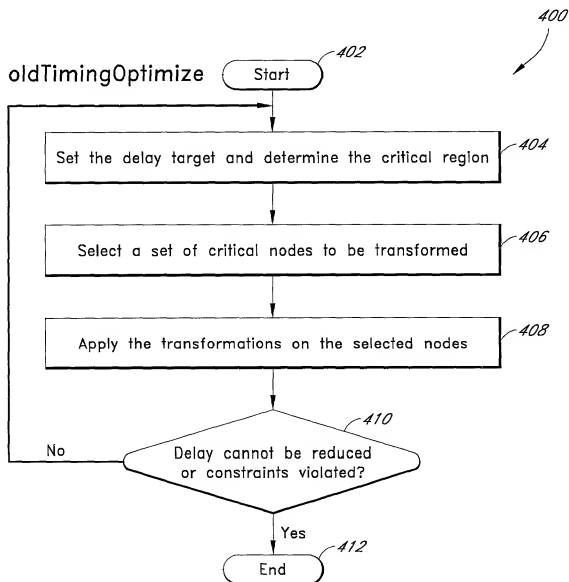 400
402
oldTimingOptimize
Start
Set the delay target and determine the critical region
404
Select a set of critical nodes to be transformed
406
Apply the transformations on the selected nodes
408
410
Delay cannot be reduced
or constraints violated?
No
Yes
412
End